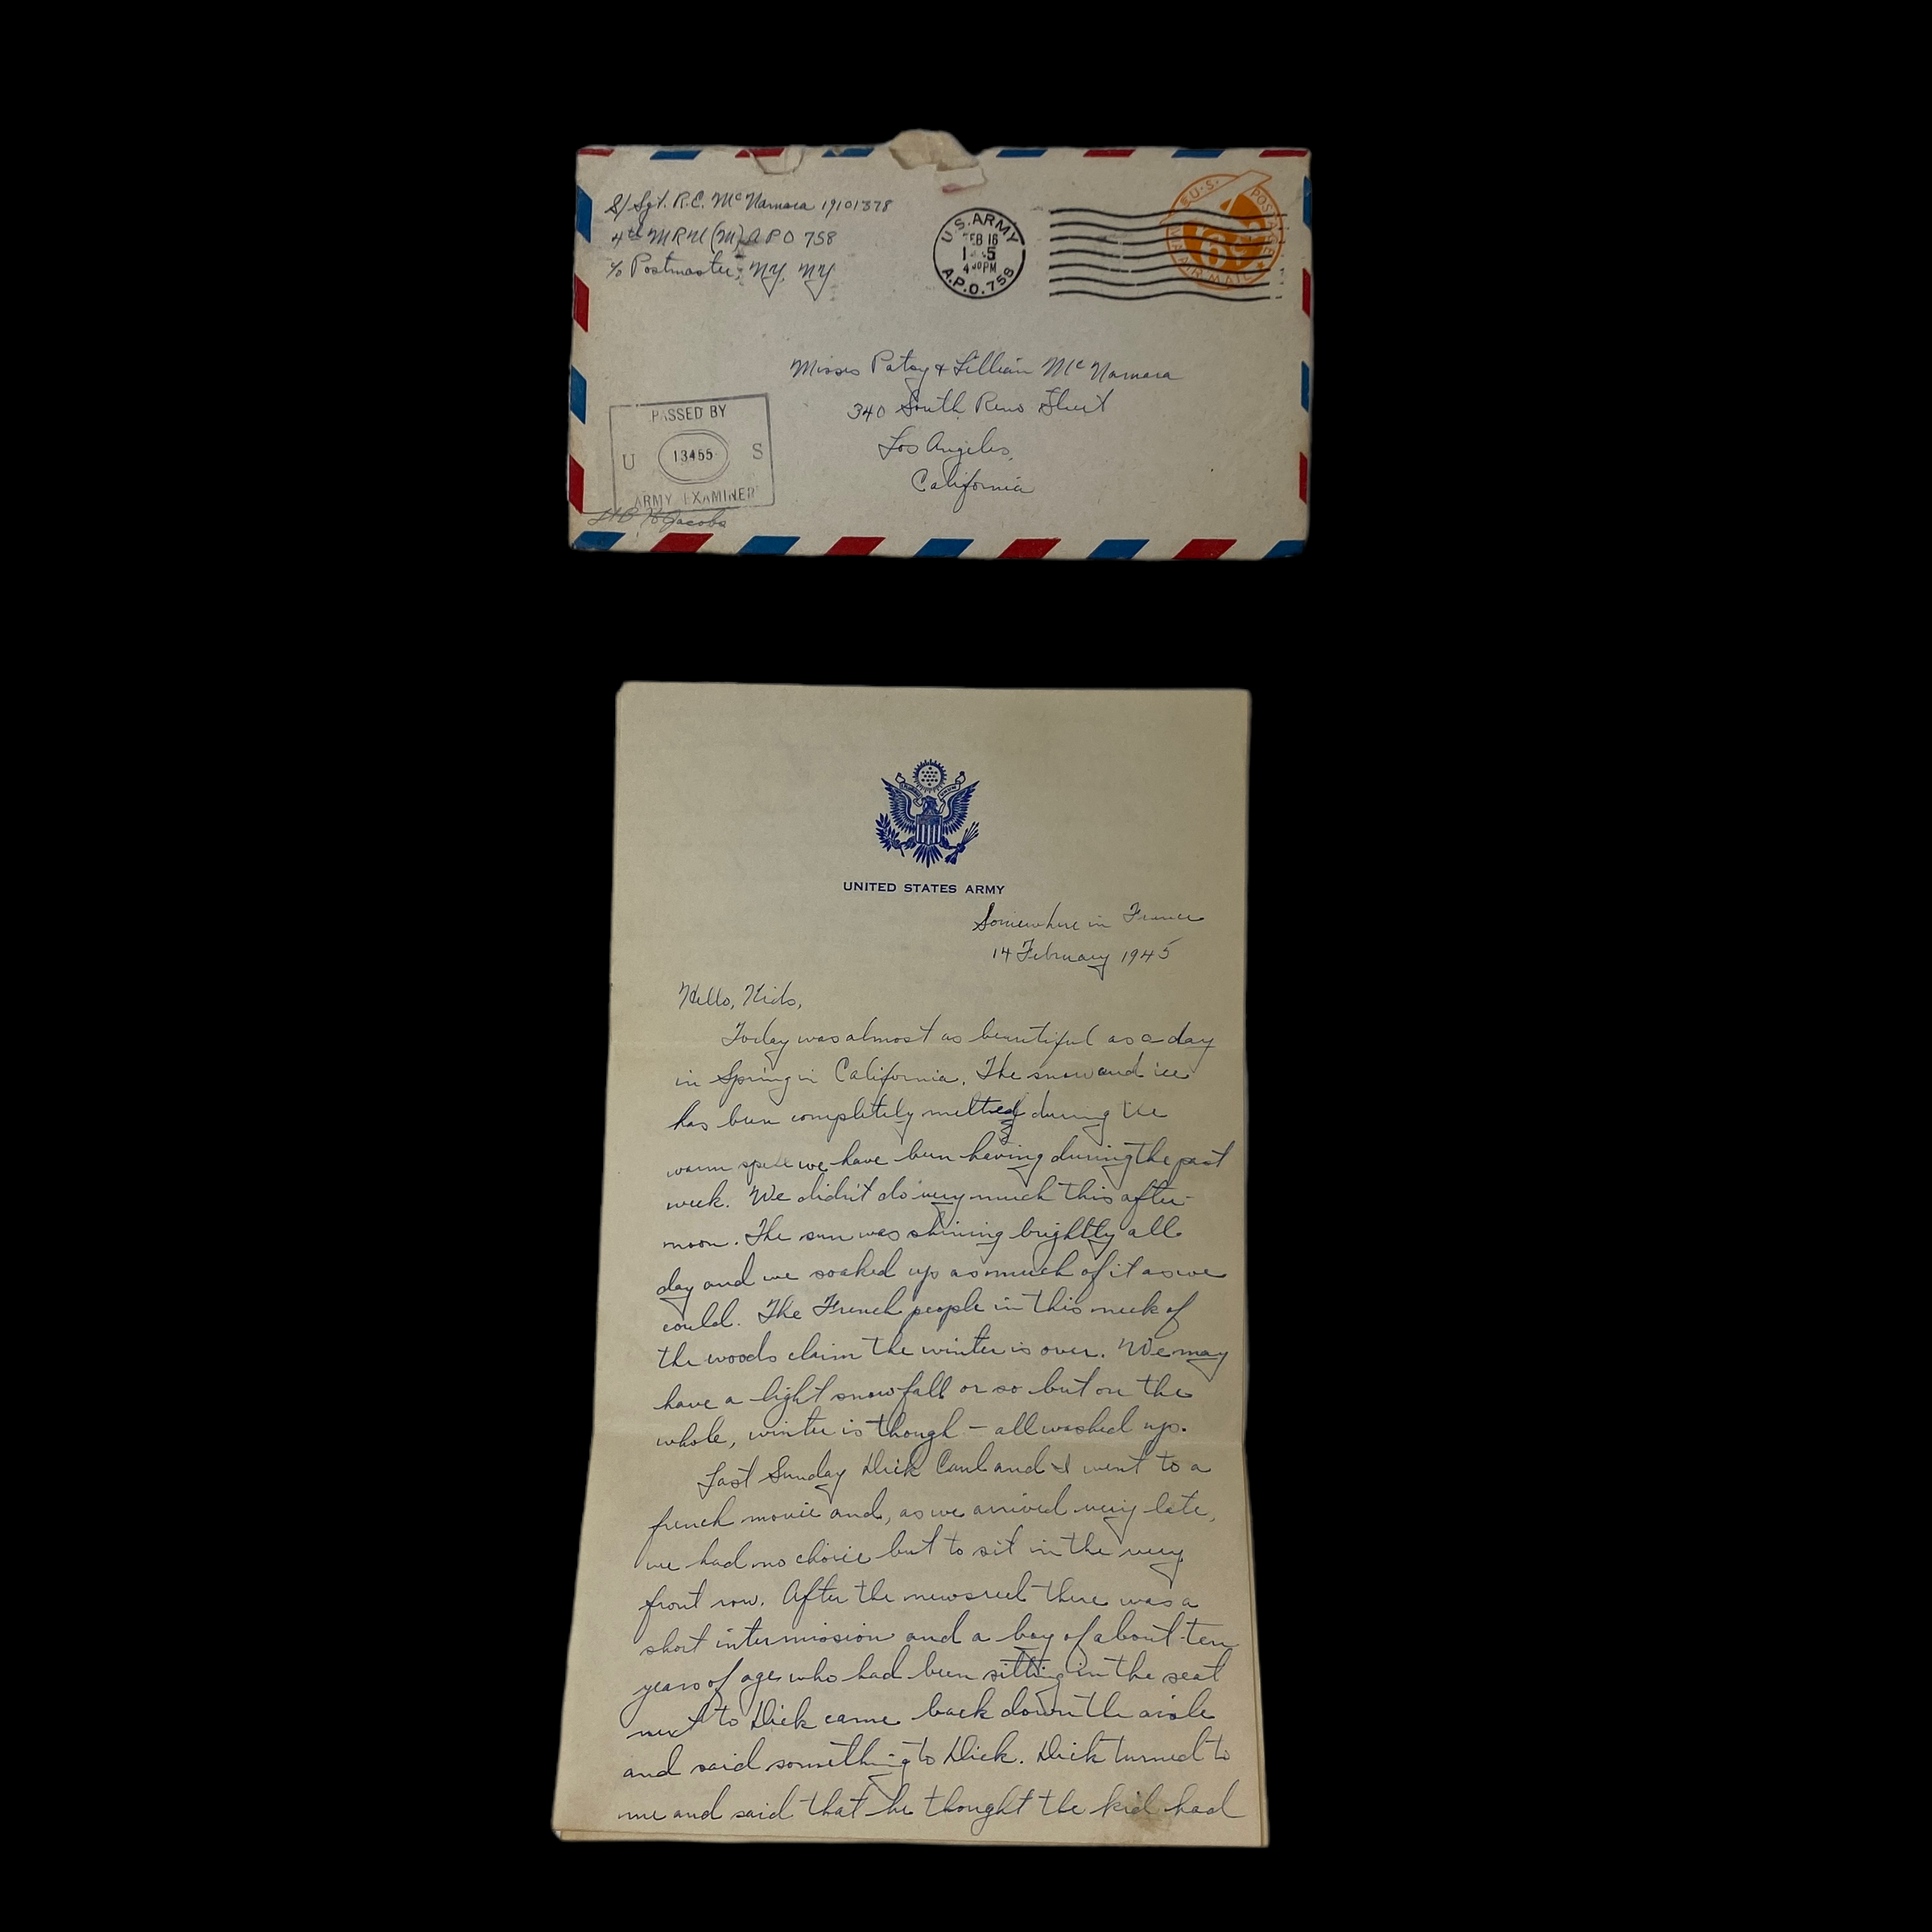 S/Sgt. R.C. McNamara 19101378
4th MRU (M) APO 758
c/o Postmaster, NY, NY
U.S. ARMY
FEB 16
4 30 PM
A.P.O. 758
U.S. POSTAGE
6¢
VIA AIR MAIL
Misses Patsy & Lillian McNamara
340 South Reno Street
Los Angeles,
California
PASSED BY
U 13455 S
ARMY EXAMINER
Jacobs
UNITED STATES ARMY
Somewhere in France
14 February 1945
Hello, Kids,
Today was almost as beautiful as a day
in Spring in California. The snow and ice
has been completely melted during the
warm spell we have been having during the past
week. We didn't do very much this after-
noon. The sun was shining brightly all
day and we soaked up as much of it as we
could. The French people in this neck of
the woods claim the winter is over. We may
have a light snow fall or so but on the
whole, winter is though - all washed up.
Last Sunday Dick Carl and I went to a
french movie and, as we arrived very late,
we had no choice but to sit in the very
front row. After the newsreel there was a
short intermission and a boy of about ten
years of age who had been sitting in the seat
next to Dick came back down the aisle
and said something to Dick. Dick turned to
me and said that he thought the kid had